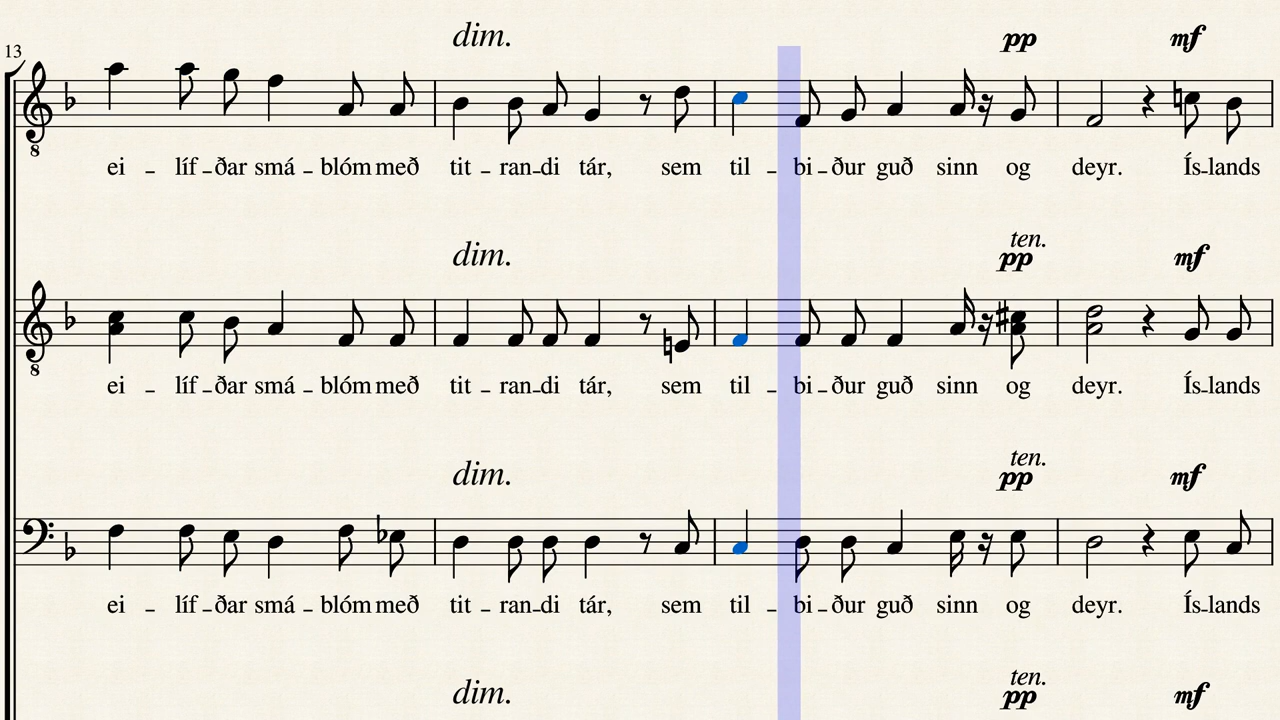 dim. pp mf
13
8
ei - líf - ðar smá - blóm með tit - ran - di tár, sem til - bi - ður guð sinn og deyr. Ís - lands
ten.
dim. pp mf
8
ei - líf - ðar smá - blóm með tit - ran - di tár, sem til - bi - ður guð sinn og deyr. Ís - lands
ten.
dim. pp mf
ei - líf - ðar smá - blóm með tit - ran - di tár, sem til - bi - ður guð sinn og deyr. Ís - lands
ten.
dim. pp mf